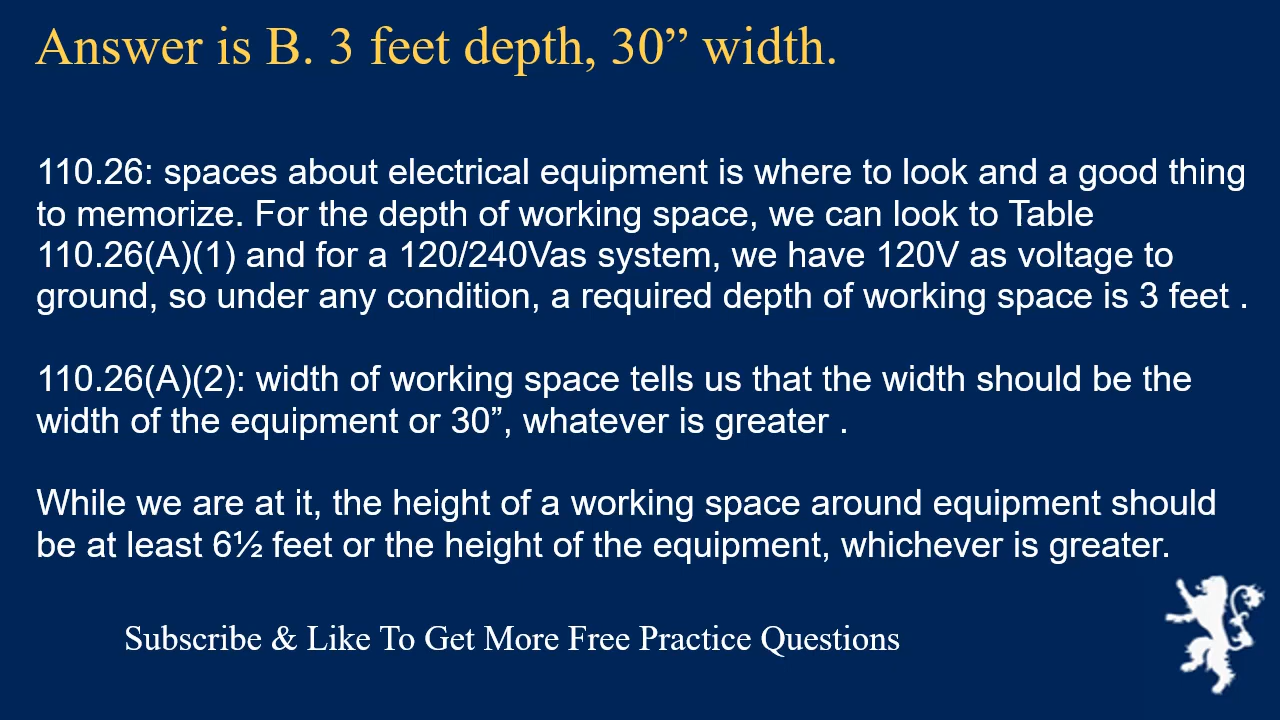 Answer is B. 3 feet depth, 30” width.
110.26: spaces about electrical equipment is where to look and a good thing
to memorize. For the depth of working space, we can look to Table
110.26(A)(1) and for a 120/240Vas system, we have 120V as voltage to
ground, so under any condition, a required depth of working space is 3 feet .
110.26(A)(2): width of working space tells us that the width should be the
width of the equipment or 30”, whatever is greater .
While we are at it, the height of a working space around equipment should
be at least 6½ feet or the height of the equipment, whichever is greater.
Subscribe & Like To Get More Free Practice Questions